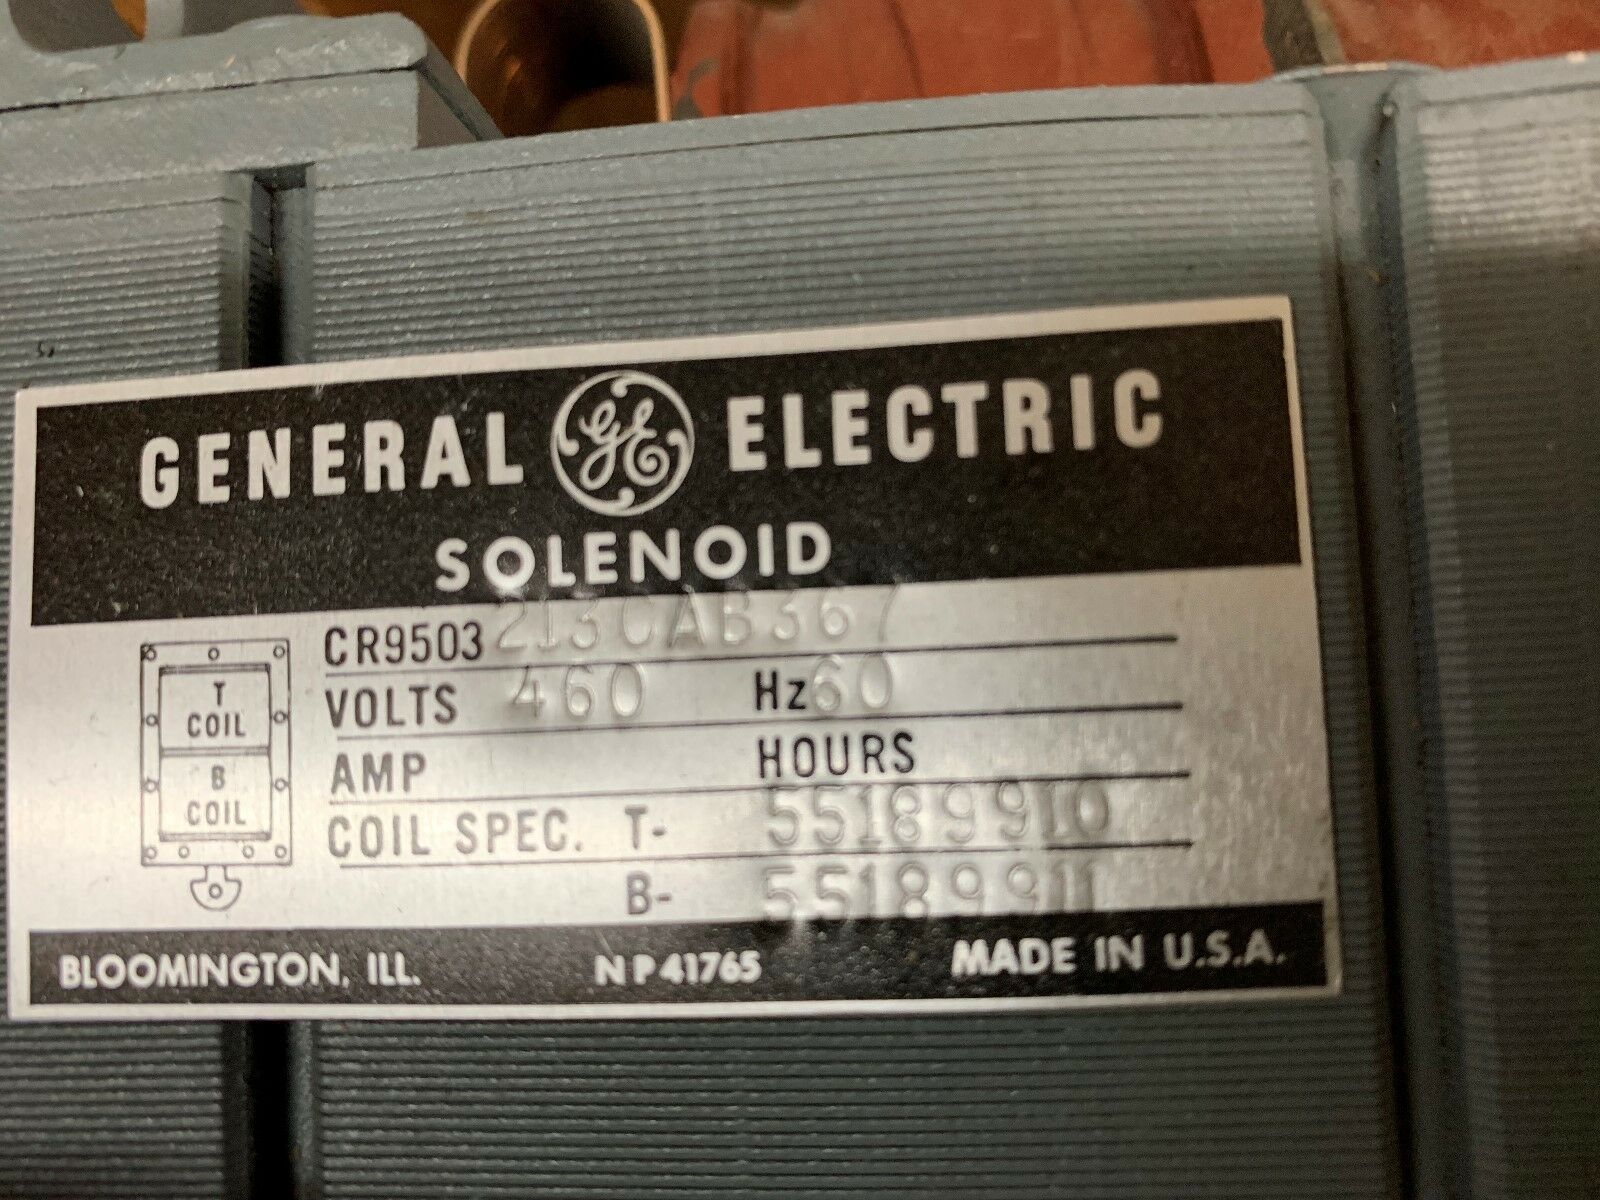 GENERAL GE ELECTRIC
SOLENOID
CR9503 213CAB367
VOLTS 460 Hz 60
AMP HOURS
COIL SPEC. T- 55189910
B- 55189911
T
COIL
B
COIL
BLOOMINGTON, ILL. NP41765 MADE IN U.S.A.